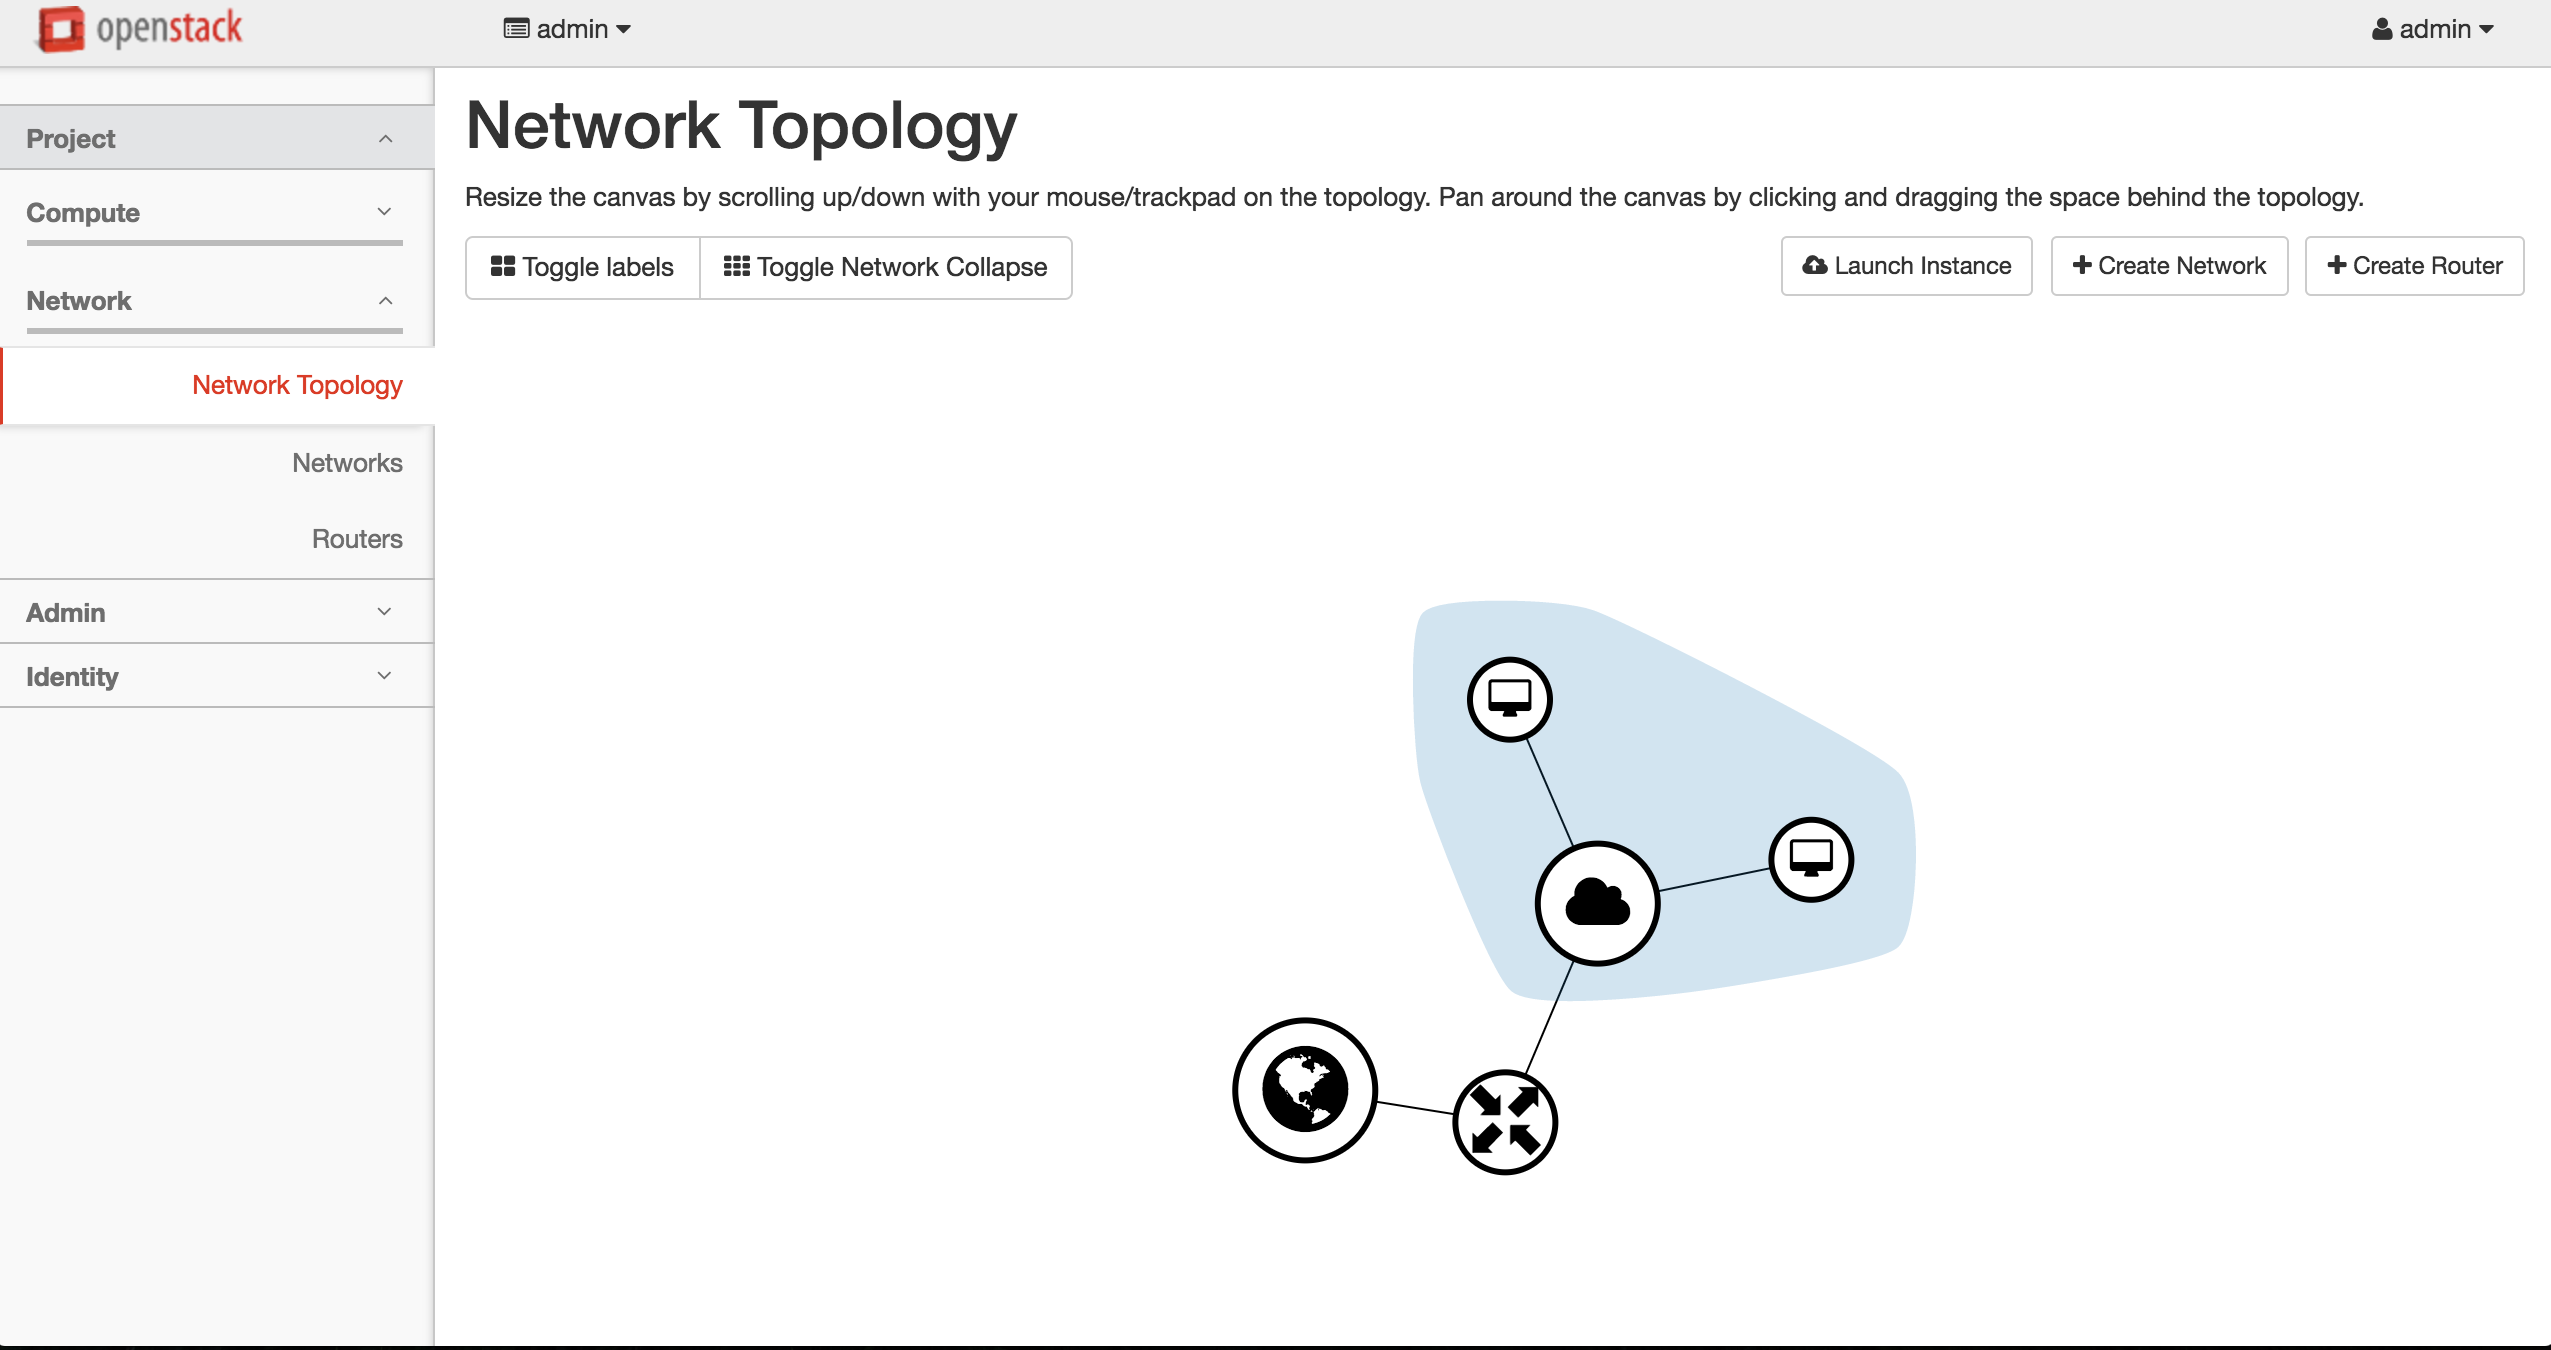 openstack
admin
admin
Project
Compute
Network
Network Topology
Networks
Routers
Admin
Identity
Network Topology
Resize the canvas by scrolling up/down with your mouse/trackpad on the topology. Pan around the canvas by clicking and dragging the space behind the topology.
Toggle labels
Toggle Network Collapse
Launch Instance
+ Create Network
+ Create Router